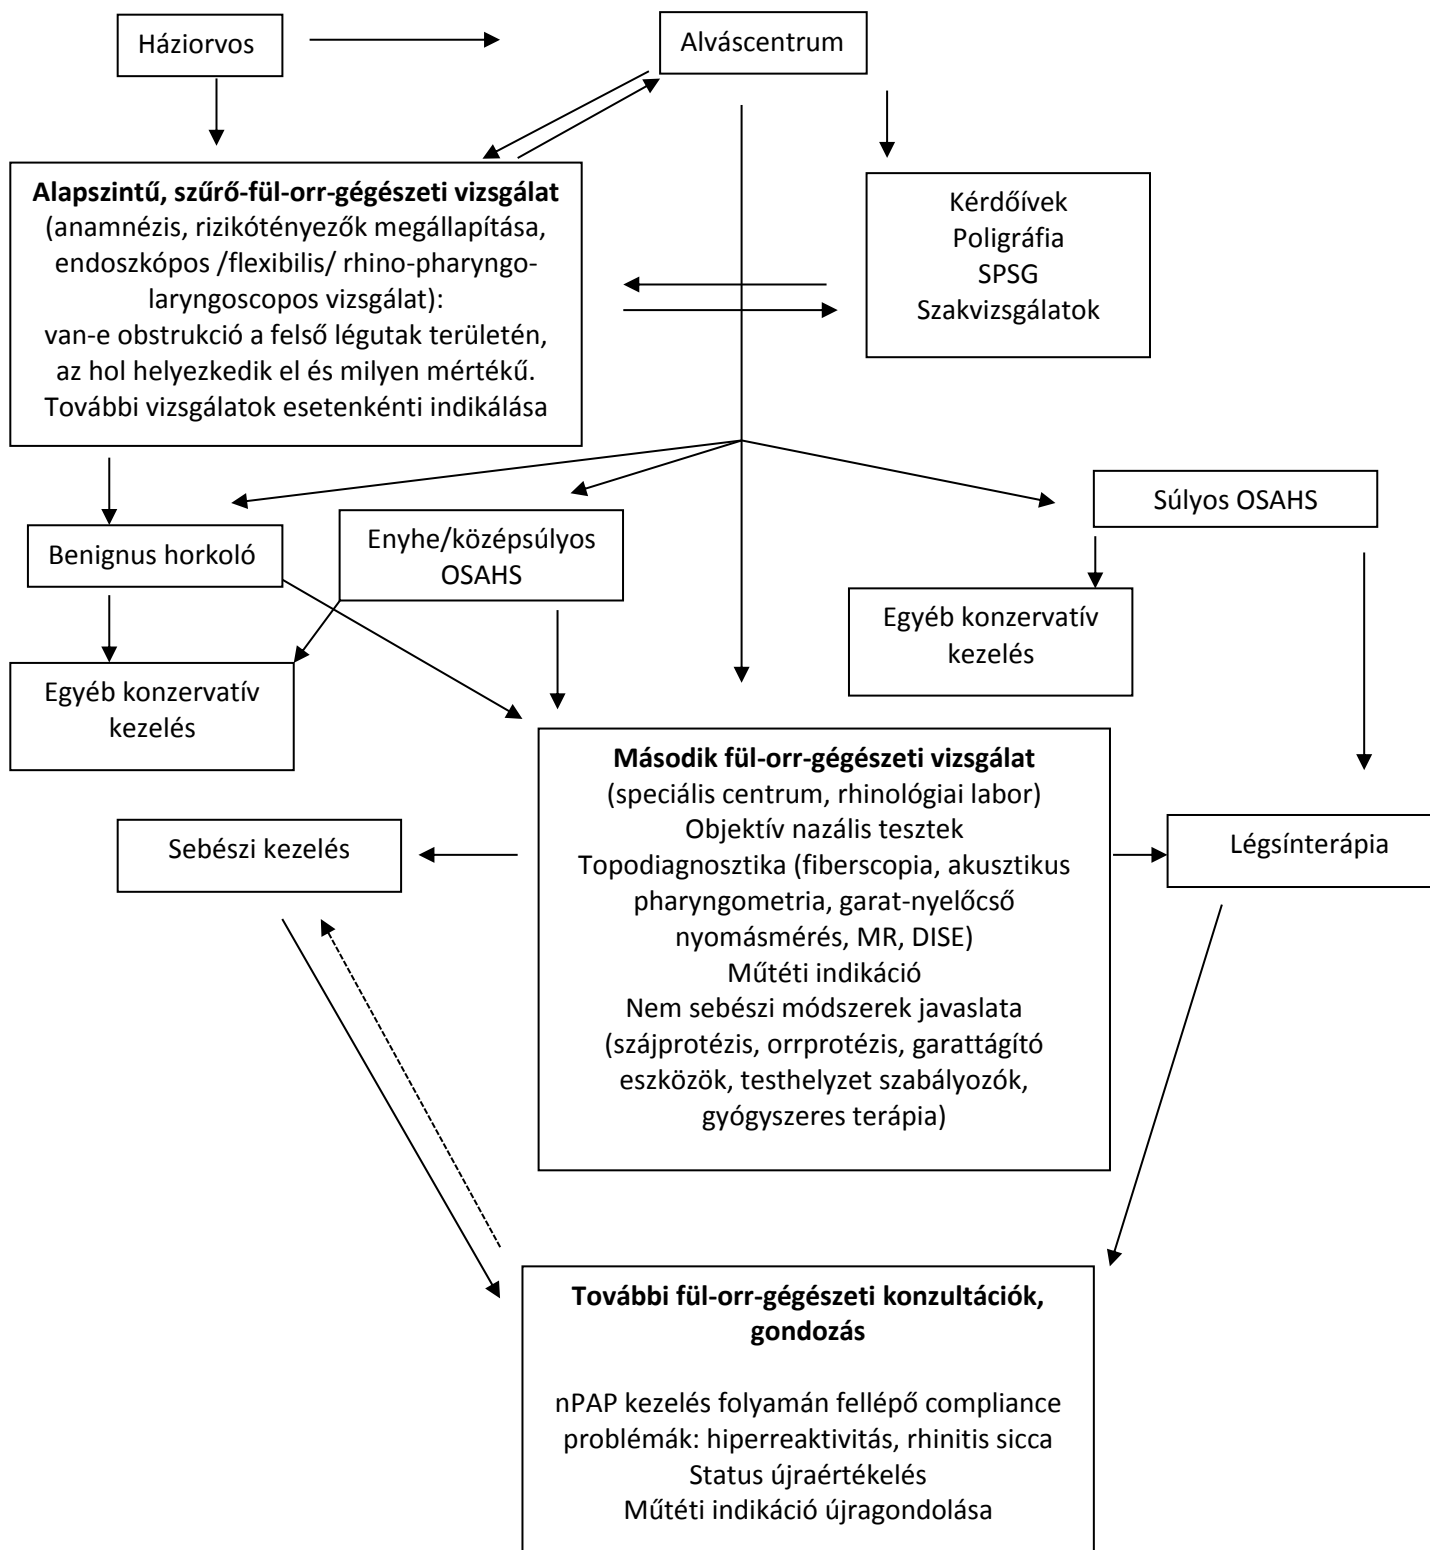 Háziorvos
Alváscentrum
Alapszintű, szűrő-fül-orr-gégészeti vizsgálat
(anamnézis, rizikótényezők megállapítása,
endoszkópos /flexibilis/ rhino-pharyngo-
laryngoscopos vizsgálat):
van-e obstrukció a felső légutak területén,
az hol helyezkedik el és milyen mértékű.
További vizsgálatok esetenkénti indikálása
Kérdőívek
Poligráfia
SPSG
Szakvizsgálatok
Benignus horkoló
Enyhe/középsúlyos
OSAHS
Súlyos OSAHS
Egyéb konzervatív
kezelés
Egyéb konzervatív
kezelés
Második fül-orr-gégészeti vizsgálat
(speciális centrum, rhinológiai labor)
Objektív nazális tesztek
Topodiagnosztika (fiberscopia, akusztikus
pharyngometria, garat-nyelőcső
nyomásmérés, MR, DISE)
Műtéti indikáció
Nem sebészi módszerek javaslata
(szájprotézis, orrprotézis, garattágító
eszközök, testhelyzet szabályozók,
gyógyszeres terápia)
Sebészi kezelés
Légsínterápia
További fül-orr-gégészeti konzultációk,
gondozás
nPAP kezelés folyamán fellépő compliance
problémák: hiperreaktivitás, rhinitis sicca
Status újraértékelés
Műtéti indikáció újragondolása